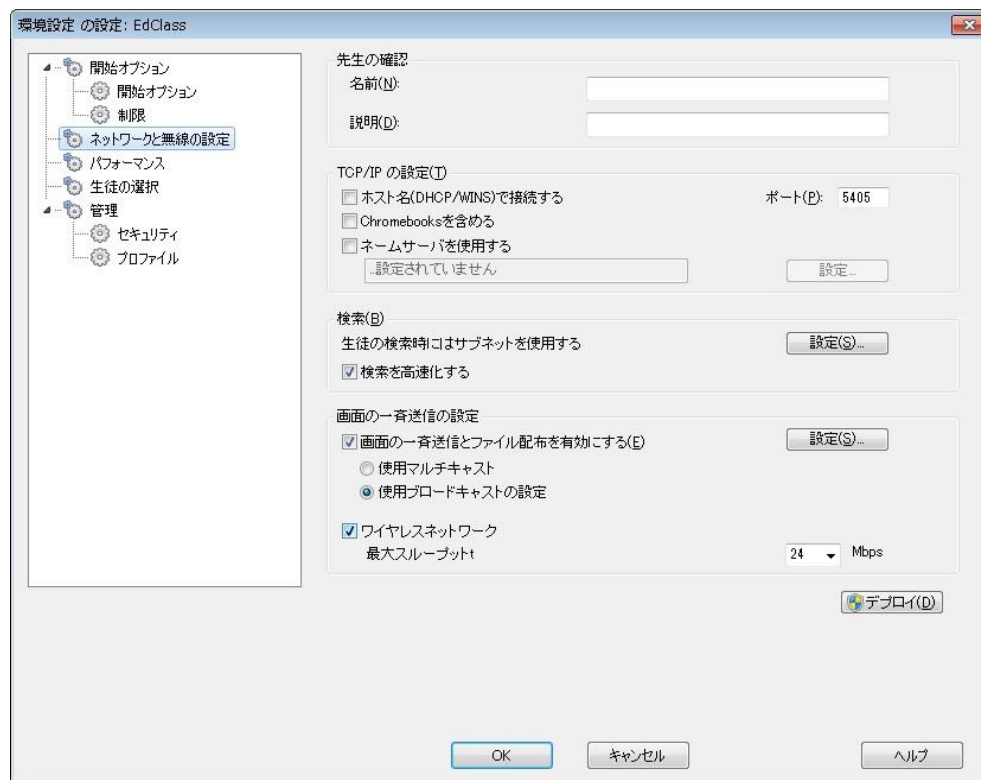 環境設定 の設定: EdClass
開始オプション
開始オプション
制限
ネットワークと無線の設定
パフォーマンス
生徒の選択
管理
セキュリティ
プロファイル
先生の確認
名前(N):
説明(D):
TCP/IP の設定(T)
ホスト名(DHCP/WINS)で接続する
ポート(P): 5405
Chromebooksを含める
ネームサーバを使用する
..設定されていません
設定...
検索(B)
生徒の検索時にはサブネットを使用する
設定(S)...
検索を高速化する
画面の一斉送信の設定
画面の一斉送信とファイル配布を有効にする(E)
設定(S)...
使用マルチキャスト
使用ブロードキャストの設定
ワイヤレスネットワーク
最大スループットt
24 Mbps
デプロイ(D)
OK
キャンセル
ヘルプ